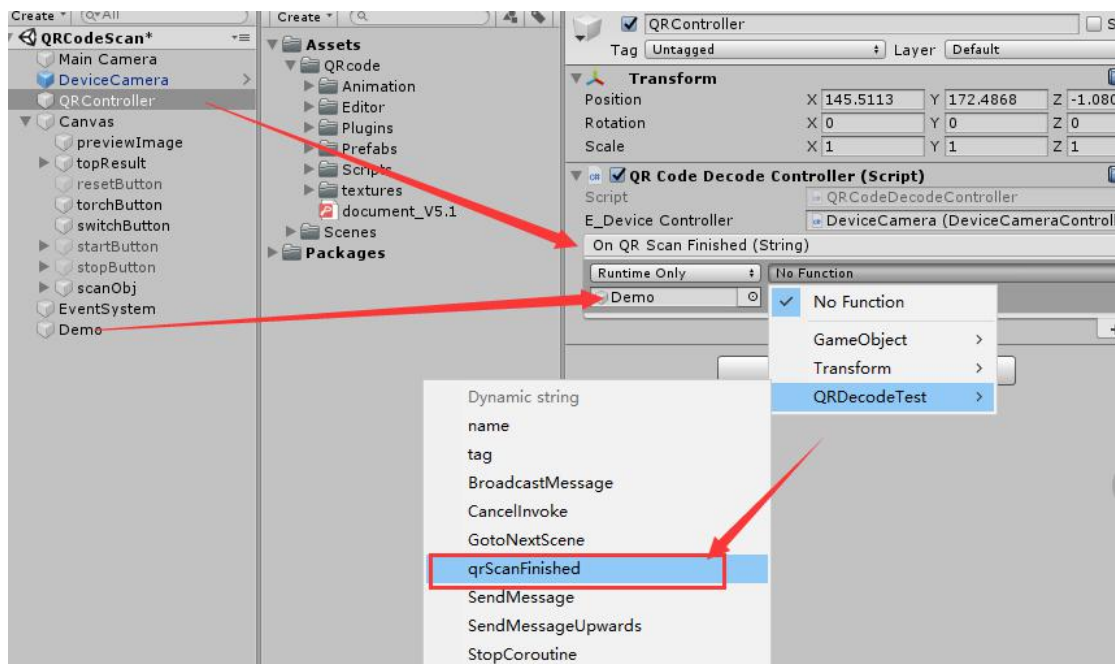 Create
Q▾All
QRCodeScan*
Main Camera
DeviceCamera
QRController
Canvas
previewImage
topResult
resetButton
torchButton
switchButton
startButton
stopButton
scanObj
EventSystem
Demo
Create
Assets
QRcode
Animation
Editor
Plugins
Prefabs
Scripts
textures
document_V5.1
Scenes
Packages
QRController
S
Tag Untagged Layer Default
Transform
Position X 145.5113 Y 172.4868 Z -1.080
Rotation X 0 Y 0 Z 0
Scale X 1 Y 1 Z 1
QR Code Decode Controller (Script)
Script QRCodeDecodeController
E_Device Controller DeviceCamera (DeviceCameraControll
On QR Scan Finished (String)
Runtime Only No Function
Demo
No Function
GameObject
Transform
QRDecodeTest
Dynamic string
name
tag
BroadcastMessage
CancelInvoke
GotoNextScene
qrScanFinished
SendMessage
SendMessageUpwards
StopCoroutine